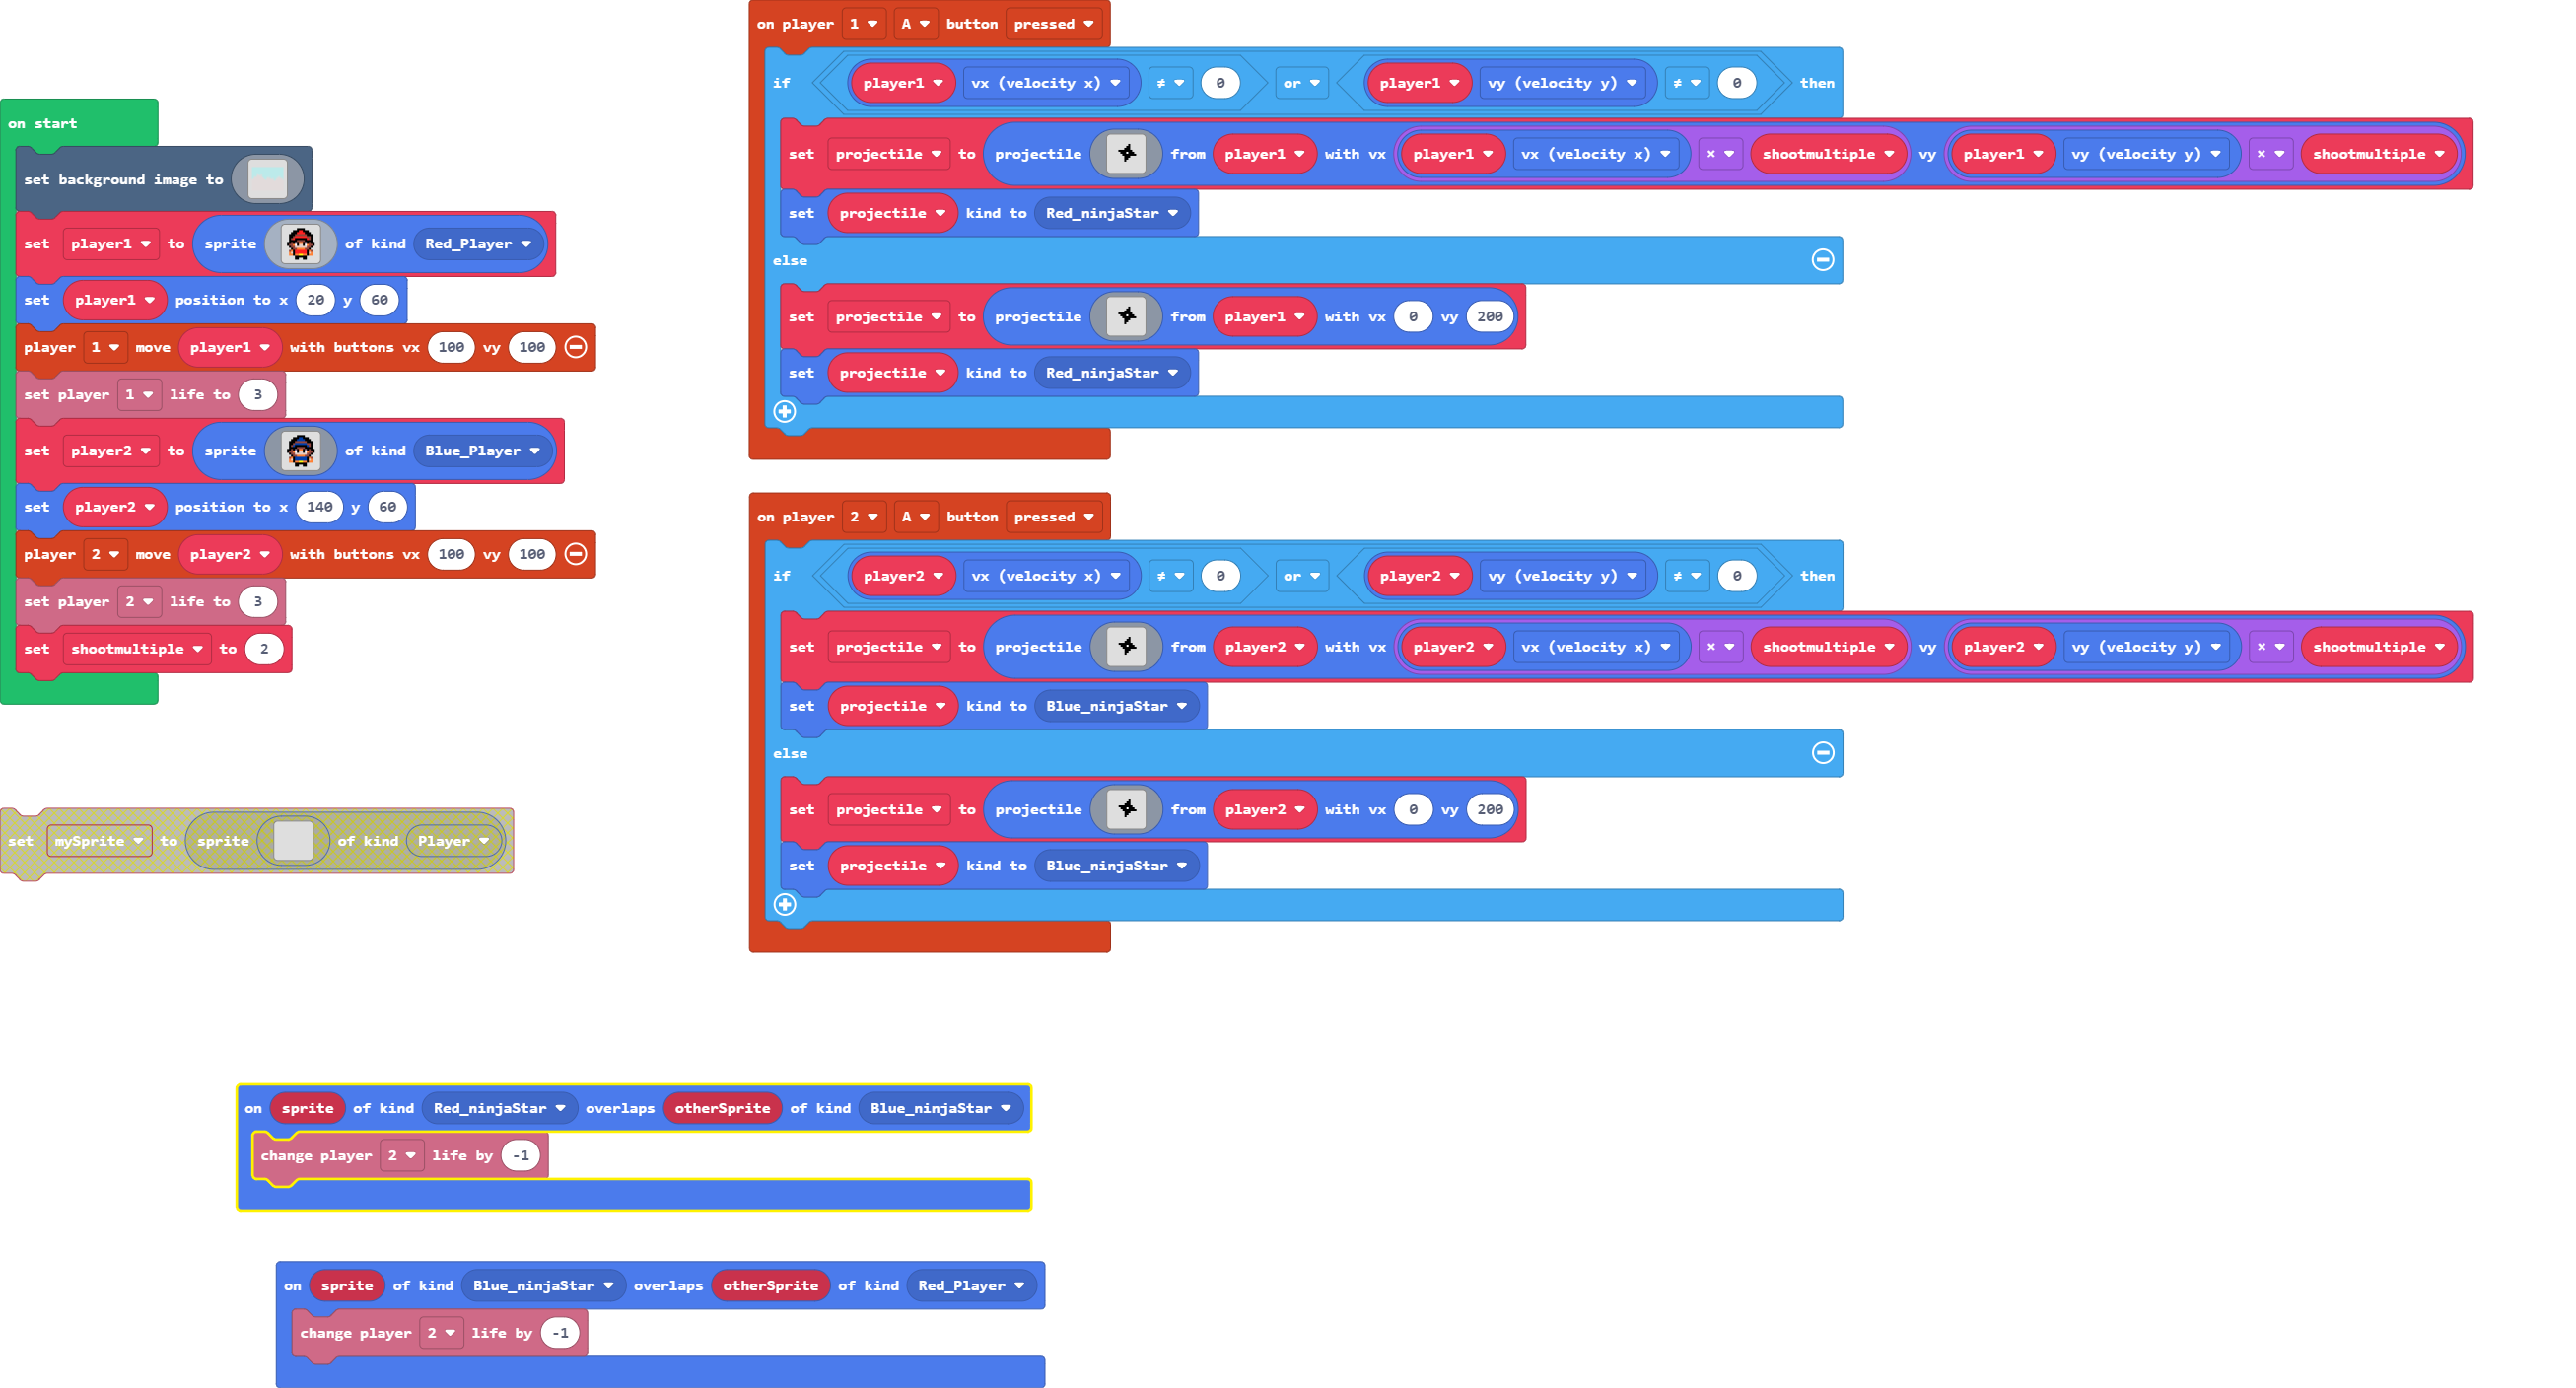 on start
set background image to
set player1 to sprite of kind Red_Player
set player1 position to x 20 y 60
player 1 move player1 with buttons vx 100 vy 100
set player 1 life to 3
set player2 to sprite of kind Blue_Player
set player2 position to x 140 y 60
player 2 move player2 with buttons vx 100 vy 100
set player 2 life to 3
set shootmultiple to 2
set mySprite to sprite of kind Player
on player 1 A button pressed
if player1 vx (velocity x) ≠ 0 or player1 vy (velocity y) ≠ 0 then
set projectile to projectile from player1 with vx player1 vx (velocity x) × shootmultiple vy player1 vy (velocity y) × shootmultiple
set projectile kind to Red_ninjaStar
else
set projectile to projectile from player1 with vx 0 vy 200
set projectile kind to Red_ninjaStar
on player 2 A button pressed
if player2 vx (velocity x) ≠ 0 or player2 vy (velocity y) ≠ 0 then
set projectile to projectile from player2 with vx player2 vx (velocity x) × shootmultiple vy player2 vy (velocity y) × shootmultiple
set projectile kind to Blue_ninjaStar
else
set projectile to projectile from player2 with vx 0 vy 200
set projectile kind to Blue_ninjaStar
on sprite of kind Red_ninjaStar overlaps otherSprite of kind Blue_ninjaStar
change player 2 life by -1
on sprite of kind Blue_ninjaStar overlaps otherSprite of kind Red_Player
change player 2 life by -1